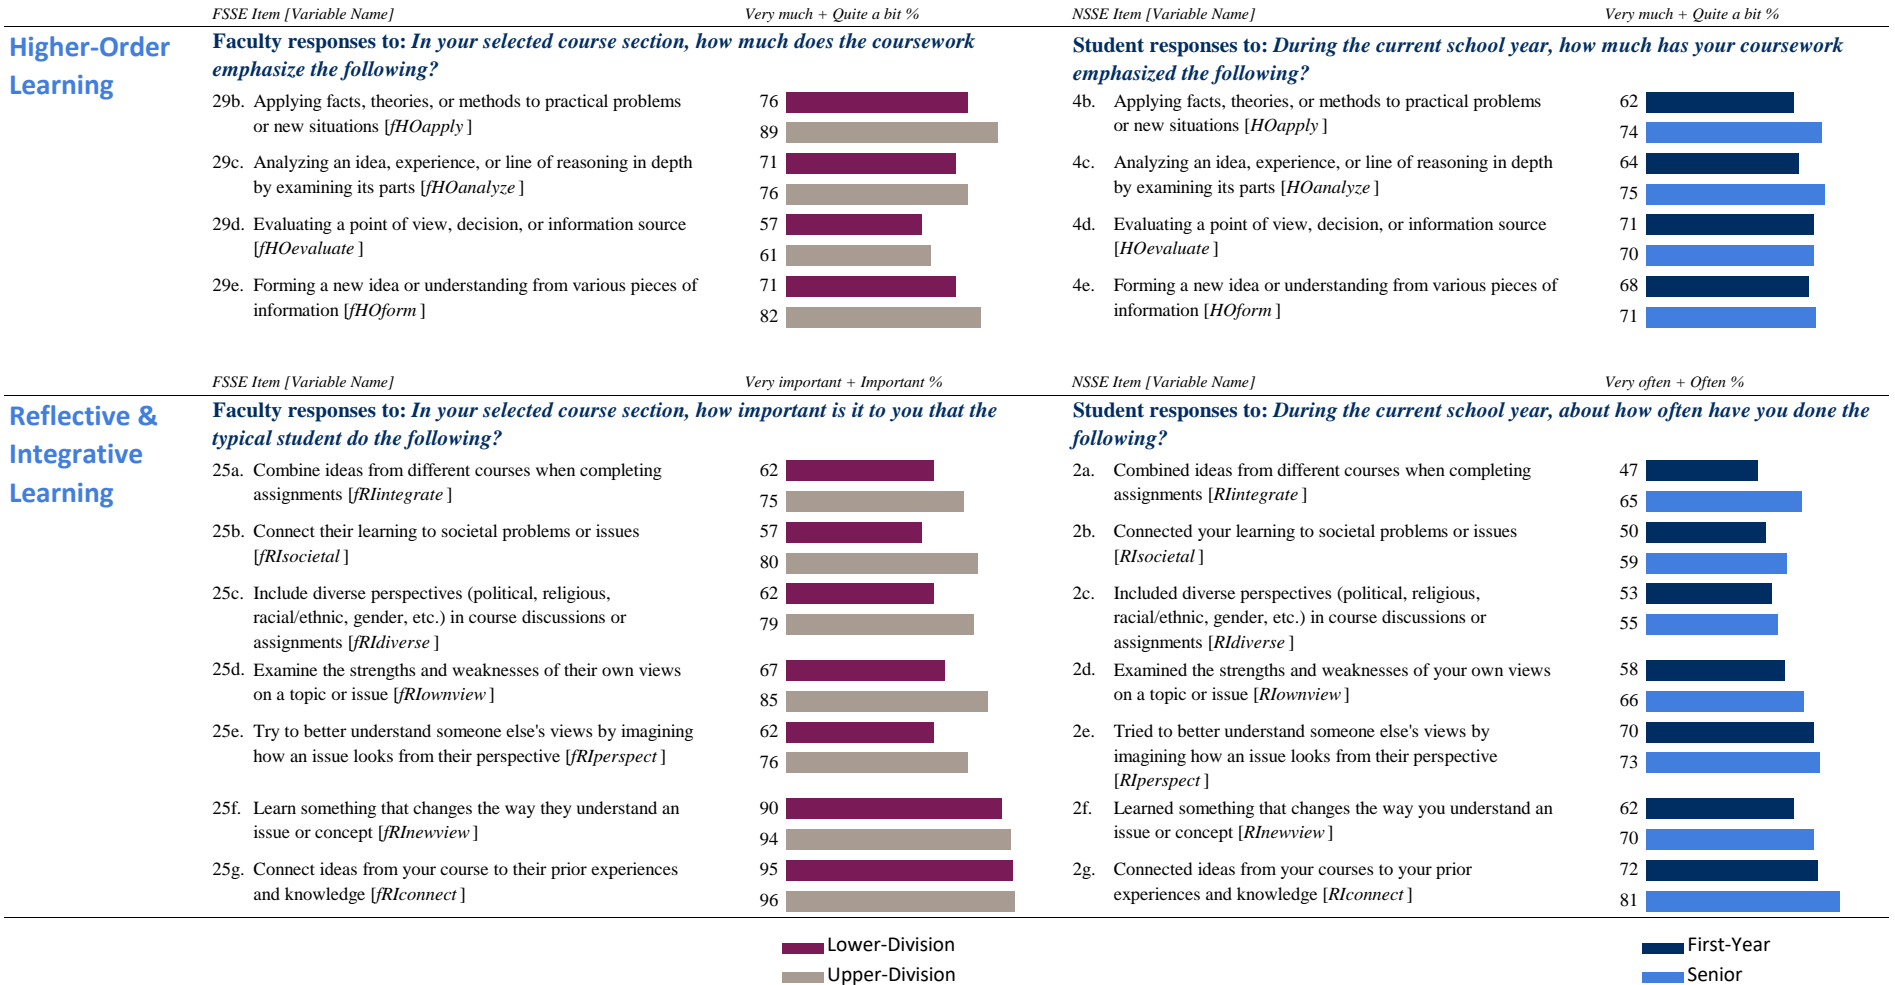 FSSE Item [Variable Name] Very much + Quite a bit % NSSE Item [Variable Name] Very much + Quite a bit %
Higher-Order
Learning
Faculty responses to: In your selected course section, how much does the coursework
emphasize the following?
29b. Applying facts, theories, or methods to practical problems 76
or new situations [fHOapply ] 89
29c. Analyzing an idea, experience, or line of reasoning in depth 71
by examining its parts [fHOanalyze ] 76
29d. Evaluating a point of view, decision, or information source 57
[fHOevaluate ] 61
29e. Forming a new idea or understanding from various pieces of 71
information [fHOform ] 82
Student responses to: During the current school year, how much has your coursework
emphasized the following?
4b. Applying facts, theories, or methods to practical problems 62
or new situations [HOapply ] 74
4c. Analyzing an idea, experience, or line of reasoning in depth 64
by examining its parts [HOanalyze ] 75
4d. Evaluating a point of view, decision, or information source 71
[HOevaluate ] 70
4e. Forming a new idea or understanding from various pieces of 68
information [HOform ] 71
FSSE Item [Variable Name] Very important + Important % NSSE Item [Variable Name] Very often + Often %
Reflective &
Integrative
Learning
Faculty responses to: In your selected course section, how important is it to you that the
typical student do the following?
25a. Combine ideas from different courses when completing 62
assignments [fRIintegrate ] 75
25b. Connect their learning to societal problems or issues 57
[fRIsocietal ] 80
25c. Include diverse perspectives (political, religious, 62
racial/ethnic, gender, etc.) in course discussions or 79
assignments [fRIdiverse ]
25d. Examine the strengths and weaknesses of their own views 67
on a topic or issue [fRIownview ] 85
25e. Try to better understand someone else's views by imagining 62
how an issue looks from their perspective [fRIperspect ] 76
25f. Learn something that changes the way they understand an 90
issue or concept [fRInewview ] 94
25g. Connect ideas from your course to their prior experiences 95
and knowledge [fRIconnect ] 96
Student responses to: During the current school year, about how often have you done the
following?
2a. Combined ideas from different courses when completing 47
assignments [RIintegrate ] 65
2b. Connected your learning to societal problems or issues 50
[RIsocietal ] 59
2c. Included diverse perspectives (political, religious, 53
racial/ethnic, gender, etc.) in course discussions or 55
assignments [RIdiverse ]
2d. Examined the strengths and weaknesses of your own views 58
on a topic or issue [RIownview ] 66
2e. Tried to better understand someone else's views by 70
imagining how an issue looks from their perspective 73
[RIperspect ]
2f. Learned something that changes the way you understand an 62
issue or concept [RInewview ] 70
2g. Connected ideas from your courses to your prior 72
experiences and knowledge [RIconnect ] 81
Lower-Division
Upper-Division
First-Year
Senior